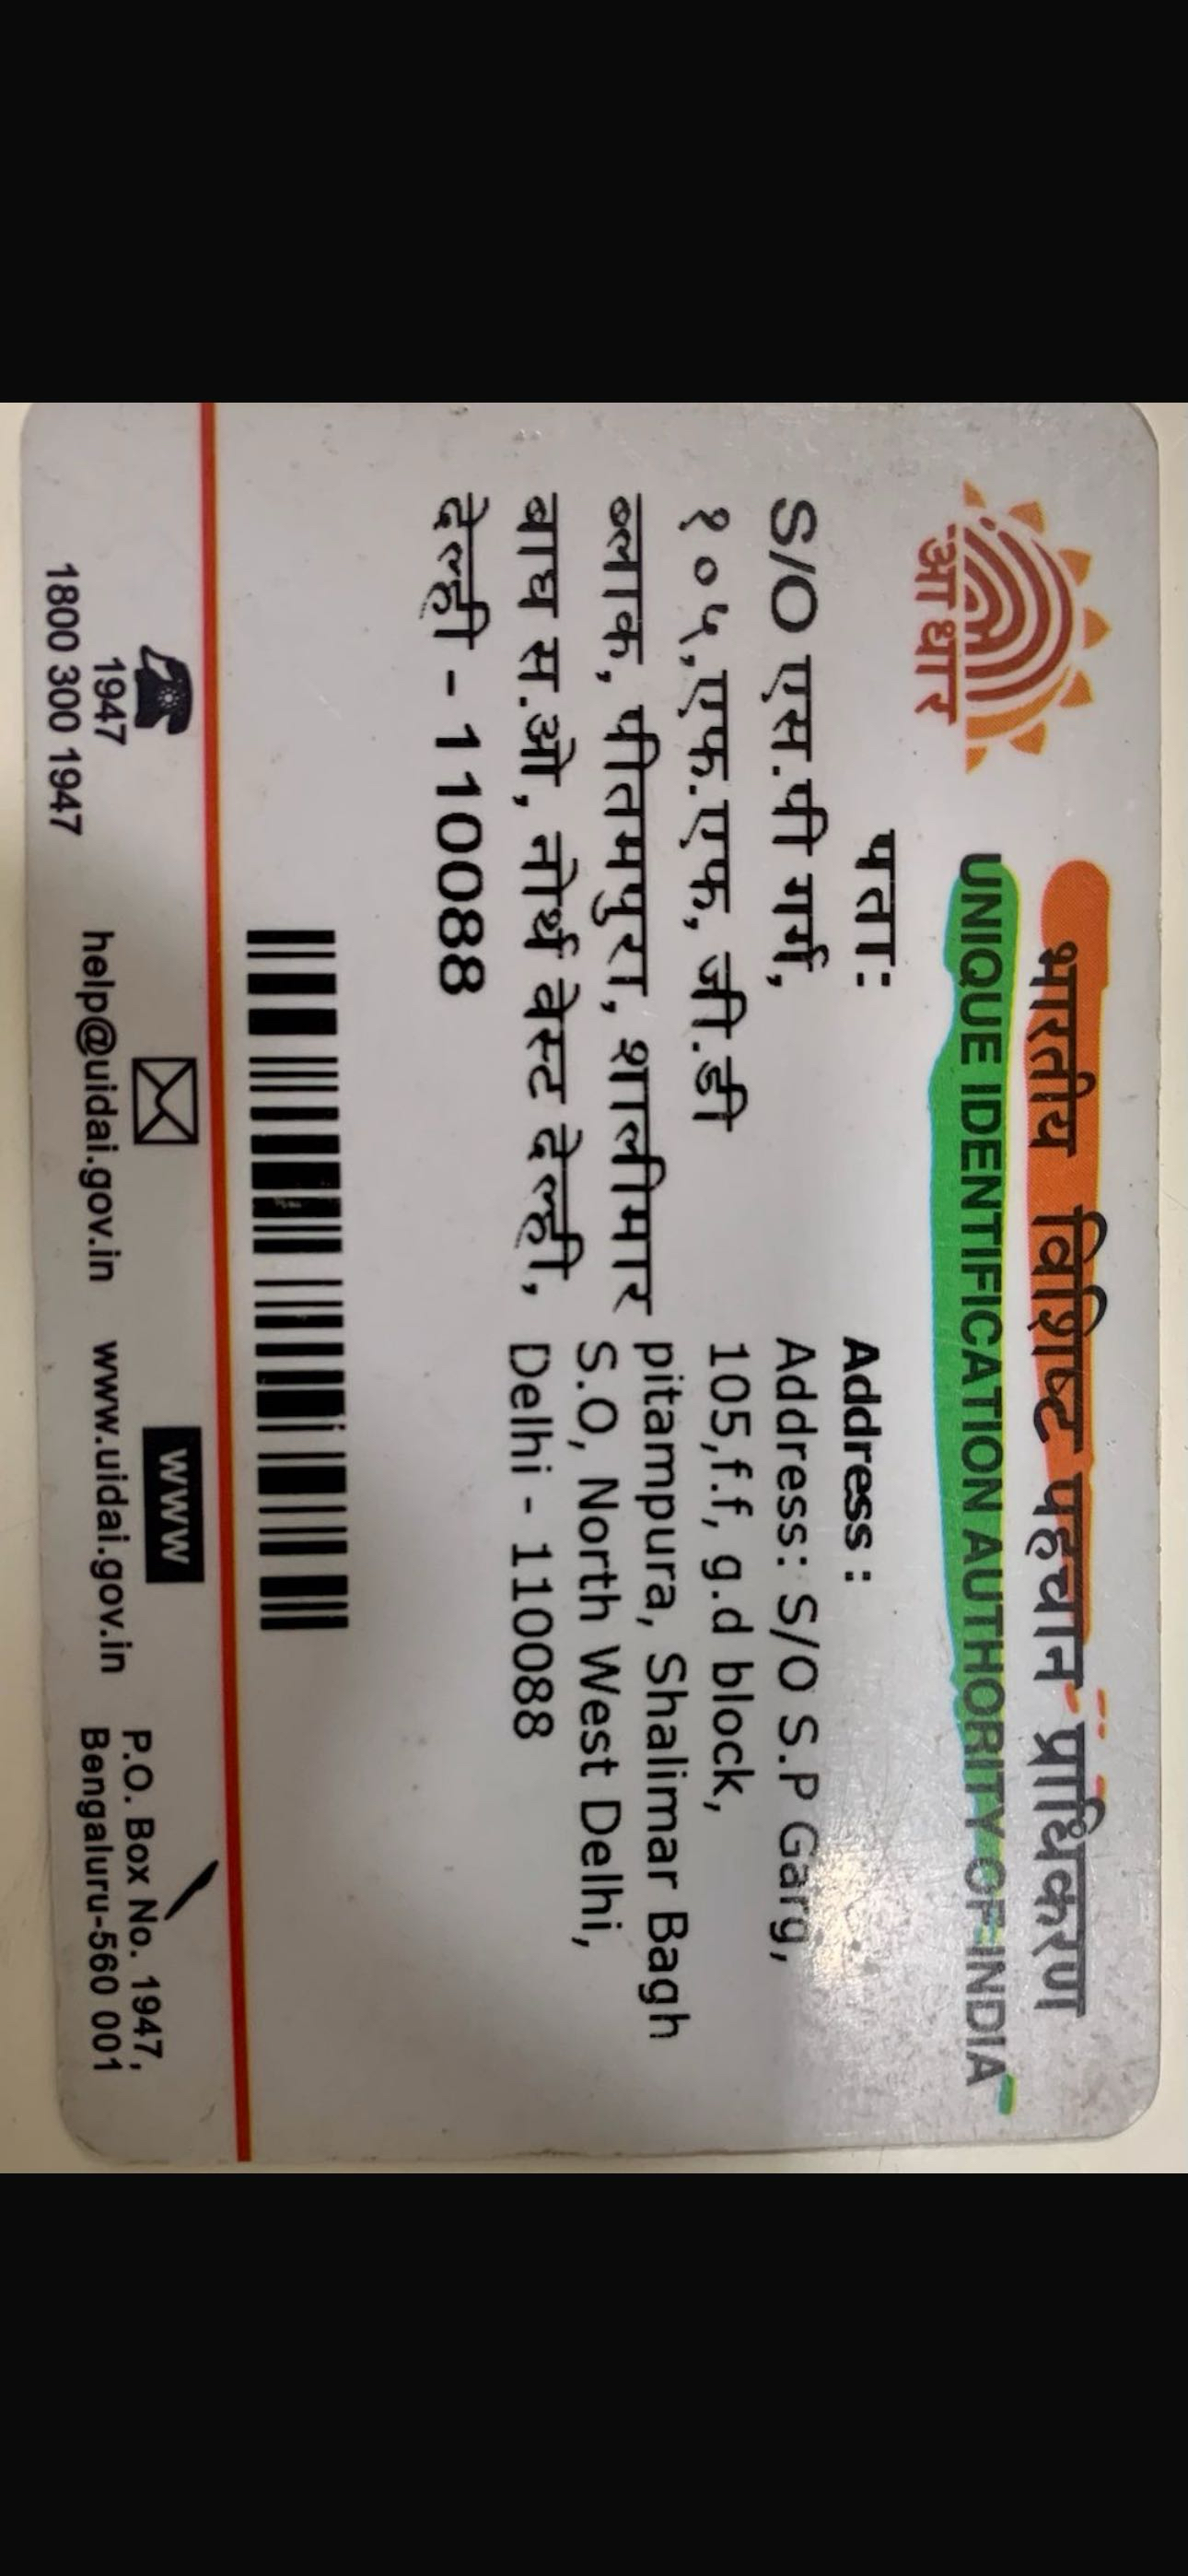 भारतीय विशिष्ट पहचान प्राधिकरण
UNIQUE IDENTIFICATION AUTHORITY OF INDIA
आधार
पता:
S/O एस.पी गर्ग,
१०५,एफ.एफ, जी.डी
ब्लाक, पीतमपुरा, शालीमार
बाघ स.ओ, नोर्थ वेस्ट देल्ही,
देल्ही - 110088
Address :
Address: S/O S.P Garg,
105,f.f, g.d block,
pitampura, Shalimar Bagh
S.O, North West Delhi,
Delhi - 110088
1947
1800 300 1947
help@uidai.gov.in
www
www.uidai.gov.in
P.O. Box No. 1947,
Bengaluru-560 001